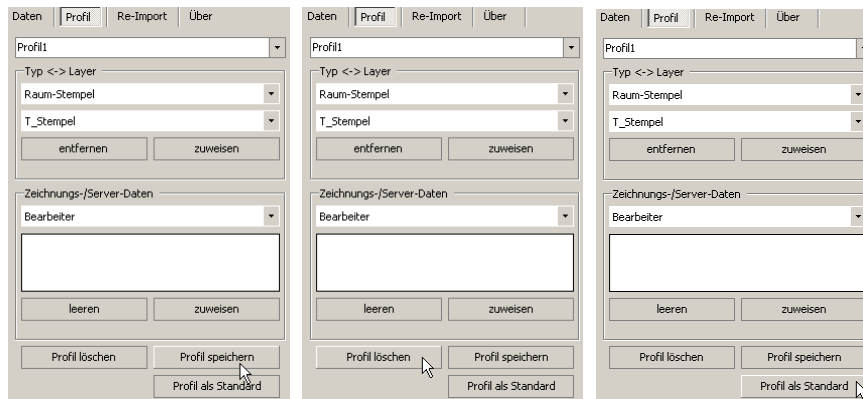 Daten Profil Re-Import Über
Profil1
Typ <-> Layer
Raum-Stempel
T_Stempel
entfernen zuweisen
Zeichnungs-/Server-Daten
Bearbeiter
leeren zuweisen
Profil löschen Profil speichern
Profil als Standard
Daten Profil Re-Import Über
Profil1
Typ <-> Layer
Raum-Stempel
T_Stempel
entfernen zuweisen
Zeichnungs-/Server-Daten
Bearbeiter
leeren zuweisen
Profil löschen Profil speichern
Profil als Standard
Daten Profil Re-Import Über
Profil1
Typ <-> Layer
Raum-Stempel
T_Stempel
entfernen zuweisen
Zeichnungs-/Server-Daten
Bearbeiter
leeren zuweisen
Profil löschen Profil speichern
Profil als Standard